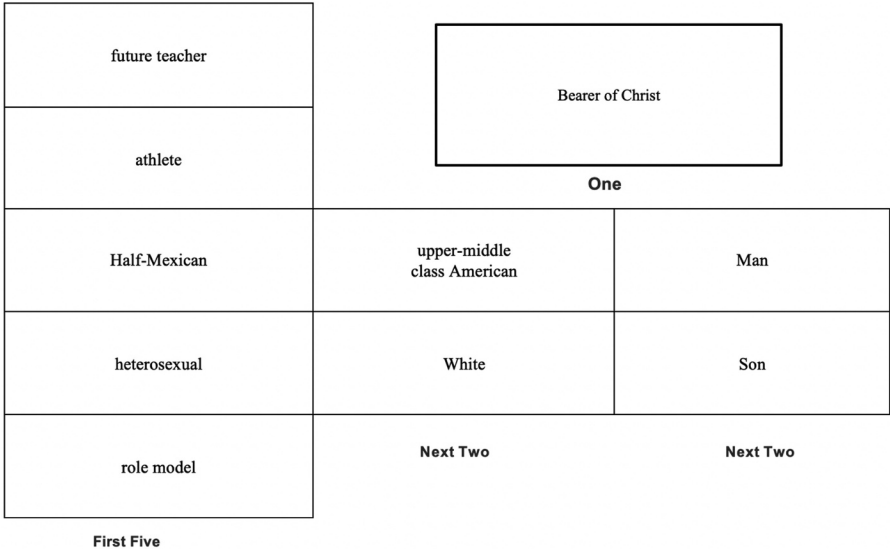 future teacher
Bearer of Christ
athlete
One
Half-Mexican
upper-middle
class American
Man
heterosexual
White
Son
role model
Next Two
Next Two
First Five